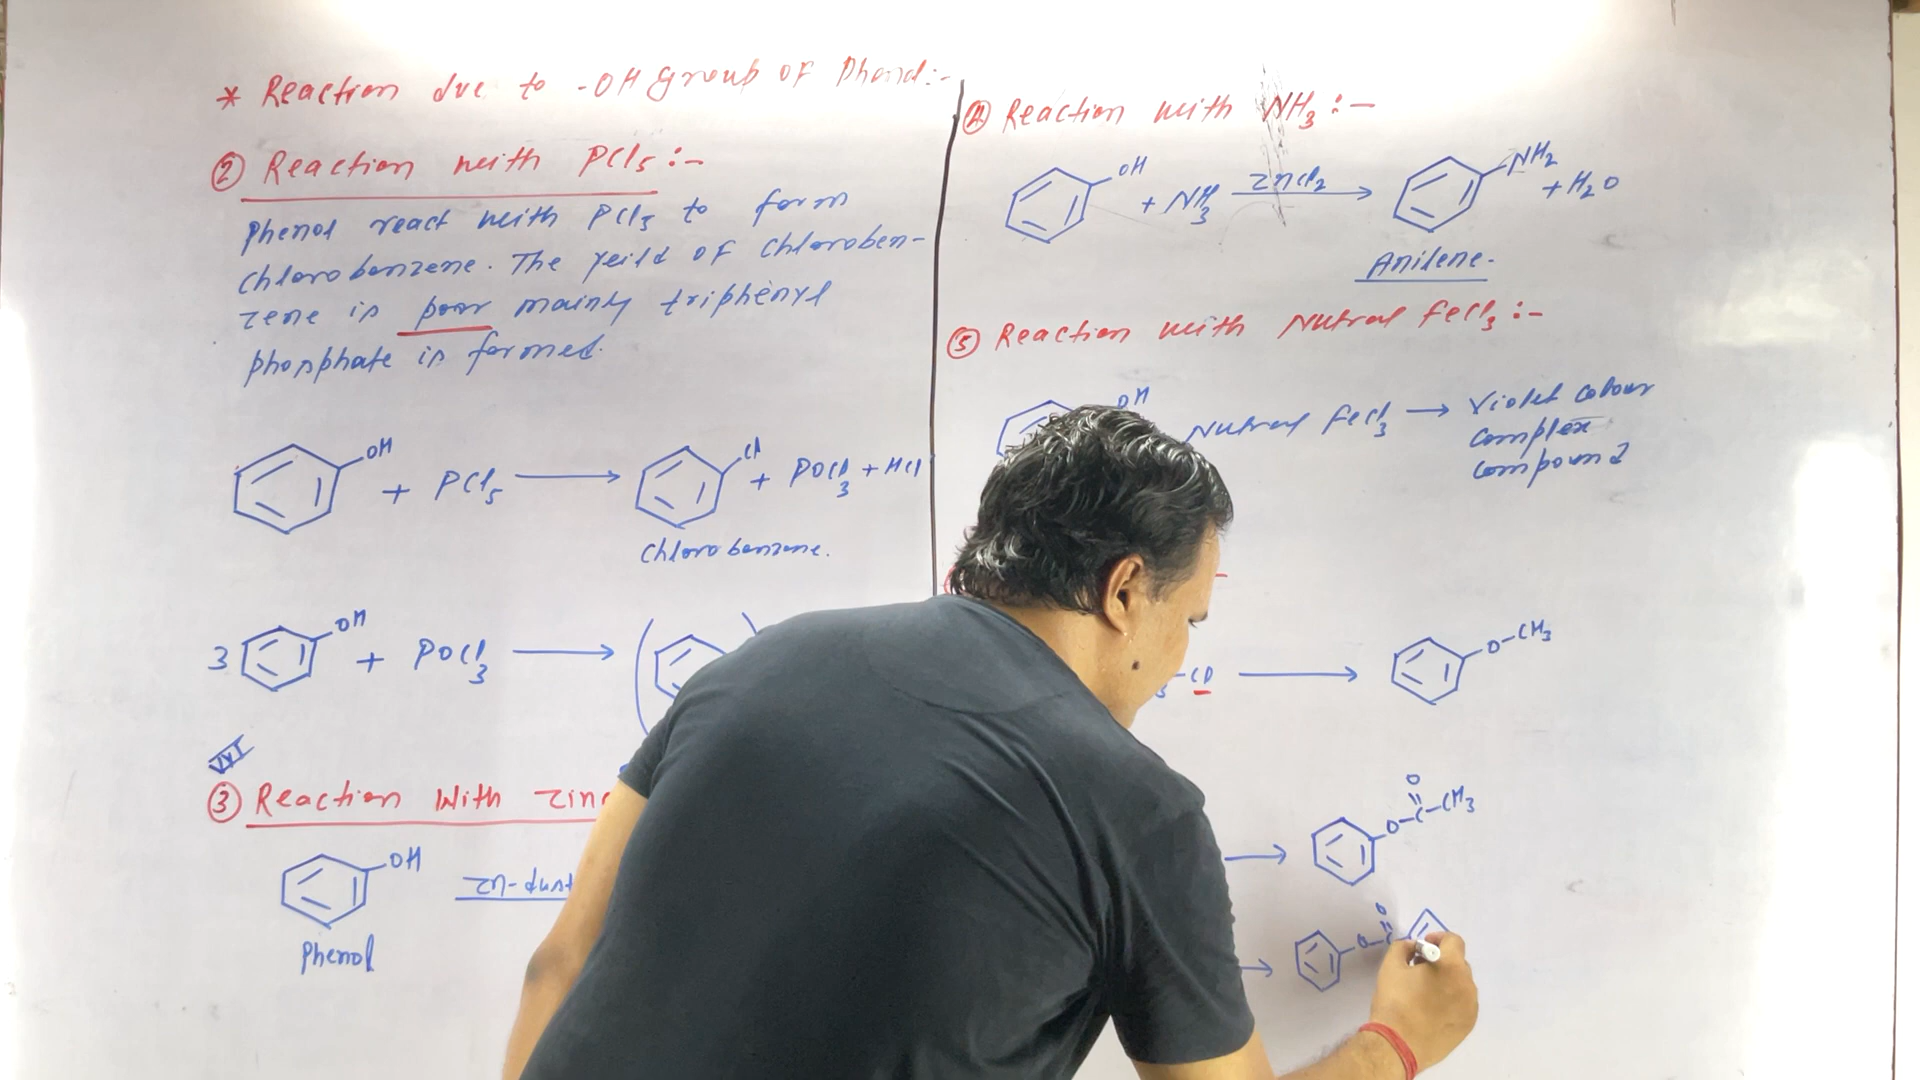 * Reaction due to -OH group of Phenol:-
② Reaction with PCl5:-
Phenol react with PCl5 to form
chlorobenzene. The yeild of chloroben-
zene is poor mainly triphenyl
phosphate is formed.
OH + PCl5 → Cl + POCl3 + HCl
chlorobenzene.
3 OH + POCl3 →
VVI
③ Reaction With Zinc
OH Zn-dust
Phenol
④ Reaction with NH3:-
OH + NH3 ZnCl2 → NH2 + H2O
Anilene.
⑤ Reaction with Nutral FeCl3:-
OH Nutral FeCl3 → Violet colour
complex
compound
3-Cl → O-CH3
→ O-C-CH3
O
→ O-C
O